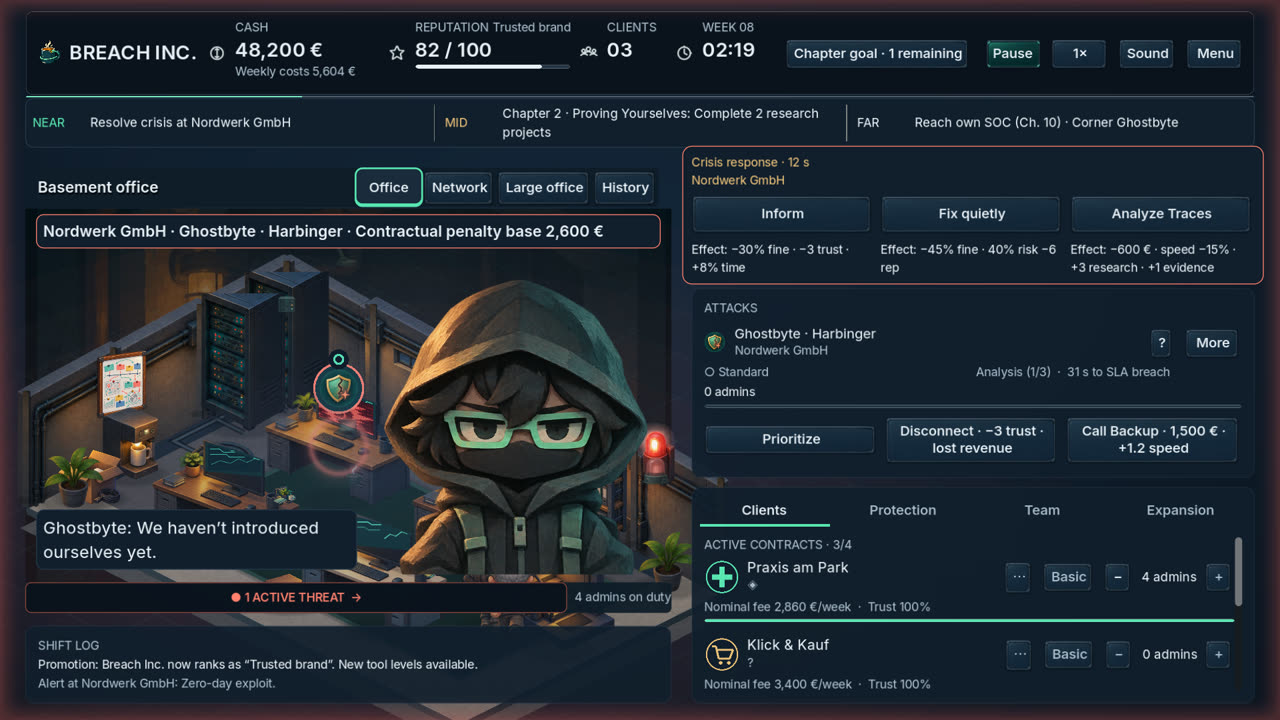 BREACH INC.
CASH
48,200 €
Weekly costs 5,604 €
REPUTATION Trusted brand
82 / 100
CLIENTS
03
WEEK 08
02:19
Chapter goal · 1 remaining
Pause
1×
Sound
Menu
NEAR
Resolve crisis at Nordwerk GmbH
MID
Chapter 2 · Proving Yourselves: Complete 2 research
projects
FAR
Reach own SOC (Ch. 10) · Corner Ghostbyte
Basement office
Office
Network
Large office
History
Nordwerk GmbH · Ghostbyte · Harbinger · Contractual penalty base 2,600 €
Ghostbyte: We haven’t introduced
ourselves yet.
1 ACTIVE THREAT →
4 admins on duty
SHIFT LOG
Promotion: Breach Inc. now ranks as “Trusted brand”. New tool levels available.
Alert at Nordwerk GmbH: Zero-day exploit.
Crisis response · 12 s
Nordwerk GmbH
Inform
Fix quietly
Analyze Traces
Effect: −30% fine · −3 trust ·
+8% time
Effect: −45% fine · 40% risk −6
rep
Effect: −600 € · speed −15% ·
+3 research · +1 evidence
ATTACKS
Ghostbyte · Harbinger
Nordwerk GmbH
?
More
Standard
Analysis (1/3) · 31 s to SLA breach
0 admins
Prioritize
Disconnect · −3 trust ·
lost revenue
Call Backup · 1,500 € ·
+1.2 speed
Clients
Protection
Team
Expansion
ACTIVE CONTRACTS · 3/4
Praxis am Park
···
Basic
−
4 admins
+
Nominal fee 2,860 €/week · Trust 100%
Klick & Kauf
?
···
Basic
−
0 admins
+
Nominal fee 3,400 €/week · Trust 100%